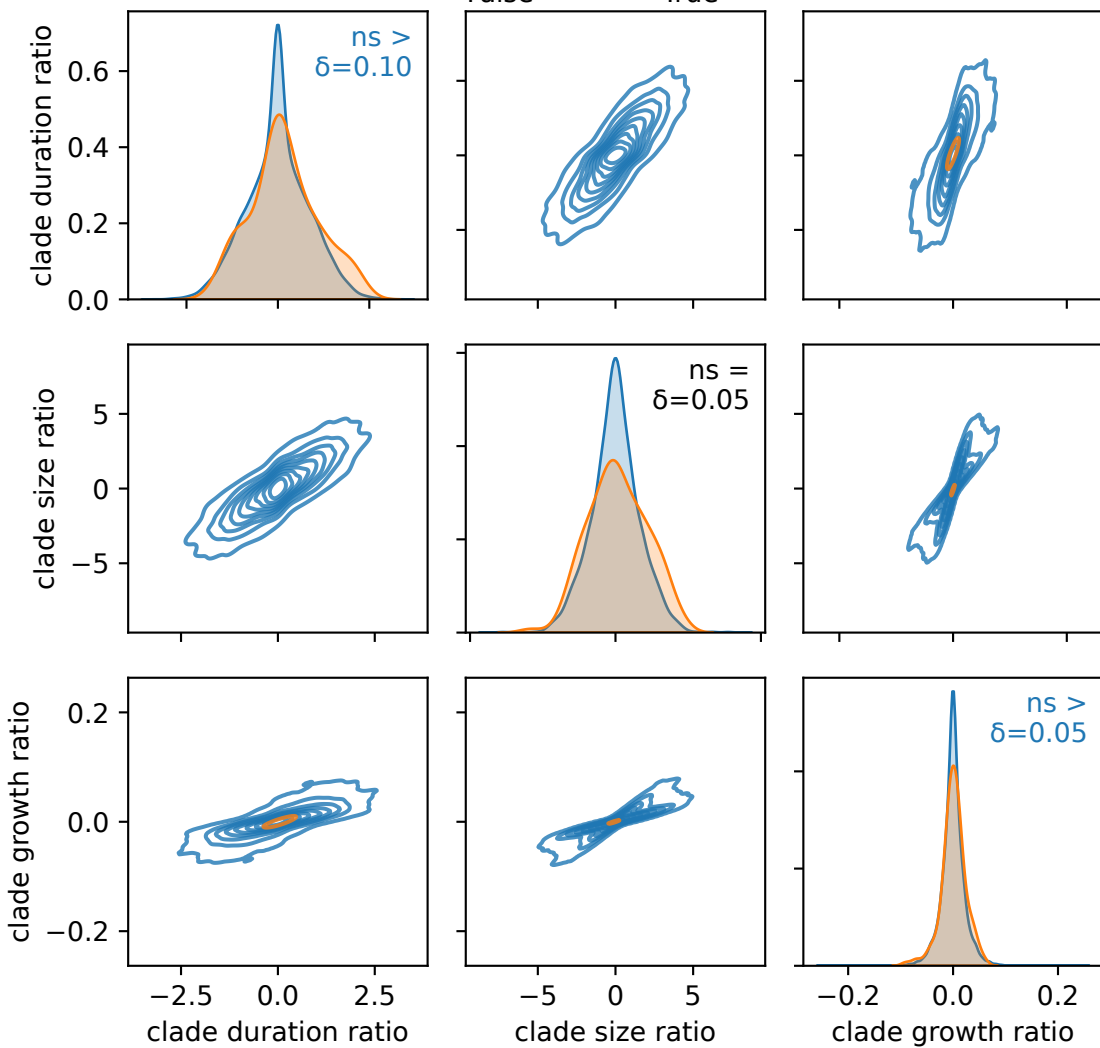 clade duration ratio
0.6
0.4
0.2
0.0
ns >
δ=0.10
clade size ratio
5
0
−5
ns =
δ=0.05
clade growth ratio
0.2
0.0
−0.2
ns >
δ=0.05
−2.5 0.0 2.5
clade duration ratio
−5 0 5
clade size ratio
−0.2 0.0 0.2
clade growth ratio